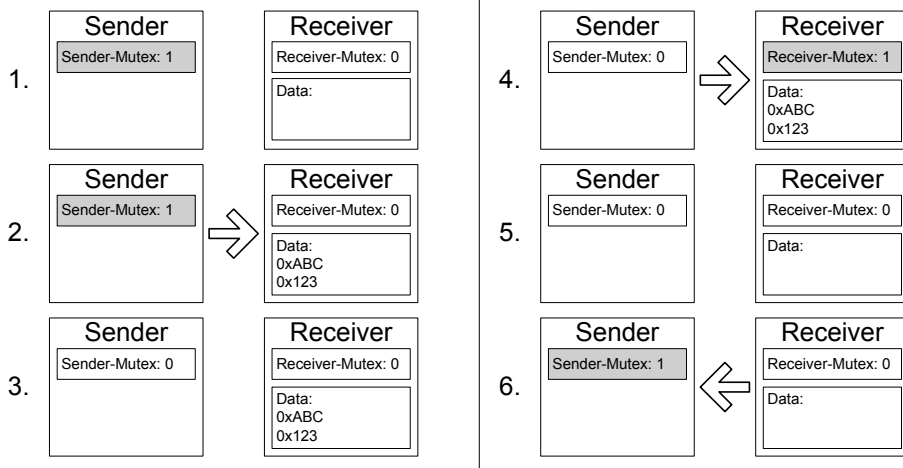 Sender
Receiver
1.
Sender-Mutex: 1
Receiver-Mutex: 0
Data:
Sender
Receiver
2.
Sender-Mutex: 1
Receiver-Mutex: 0
Data:
0xABC
0x123
Sender
Receiver
3.
Sender-Mutex: 0
Receiver-Mutex: 0
Data:
0xABC
0x123
Sender
Receiver
4.
Sender-Mutex: 0
Receiver-Mutex: 1
Data:
0xABC
0x123
Sender
Receiver
5.
Sender-Mutex: 0
Receiver-Mutex: 0
Data:
Sender
Receiver
6.
Sender-Mutex: 1
Receiver-Mutex: 0
Data: